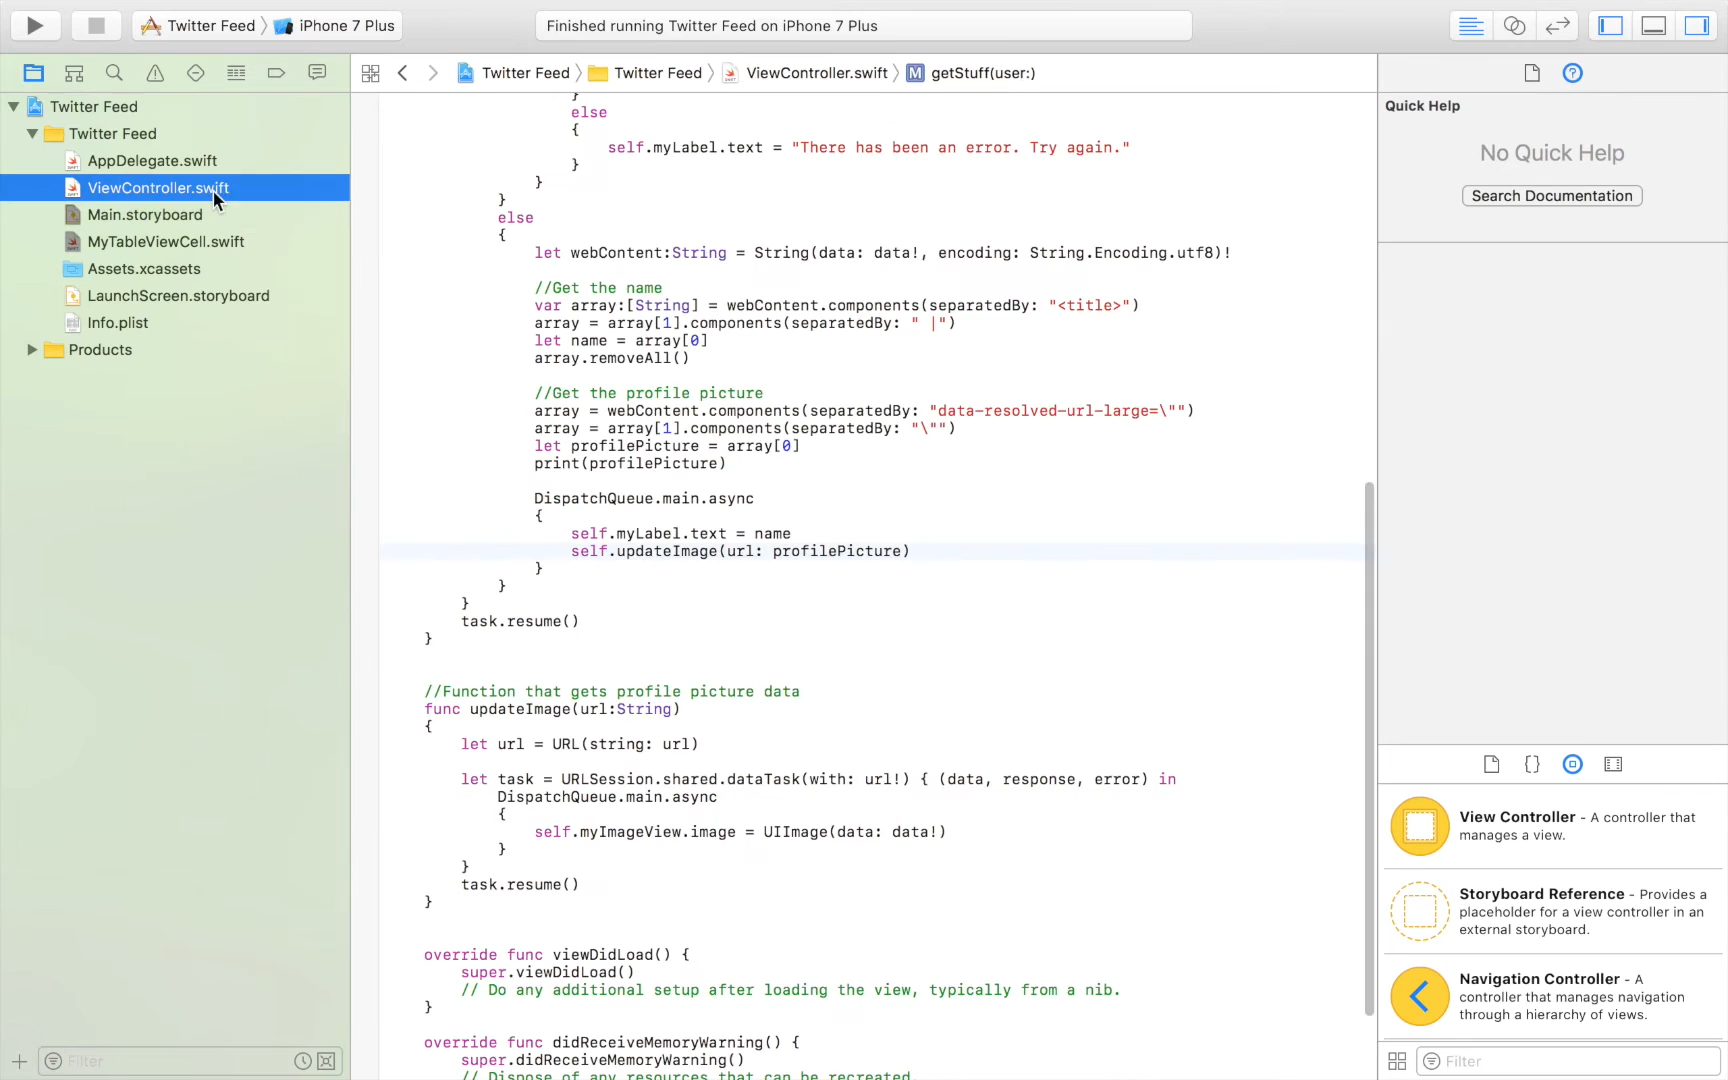 Twitter Feed 〉 iPhone 7 Plus
Finished running Twitter Feed on iPhone 7 Plus
Twitter Feed 〉 Twitter Feed 〉 ViewController.swift 〉 M getStuff(user:)
Twitter Feed
Twitter Feed
AppDelegate.swift
ViewController.swift
Main.storyboard
MyTableViewCell.swift
Assets.xcassets
LaunchScreen.storyboard
Info.plist
Products
Filter
}
else
{
self.myLabel.text = "There has been an error. Try again."
}
}
}
else
{
let webContent:String = String(data: data!, encoding: String.Encoding.utf8)!
//Get the name
var array:[String] = webContent.components(separatedBy: "<title>")
array = array[1].components(separatedBy: " |")
let name = array[0]
array.removeAll()
//Get the profile picture
array = webContent.components(separatedBy: "data-resolved-url-large=\"")
array = array[1].components(separatedBy: "\"")
let profilePicture = array[0]
print(profilePicture)
DispatchQueue.main.async
{
self.myLabel.text = name
self.updateImage(url: profilePicture)
}
}
}
task.resume()
}
//Function that gets profile picture data
func updateImage(url:String)
{
let url = URL(string: url)
let task = URLSession.shared.dataTask(with: url!) { (data, response, error) in
DispatchQueue.main.async
{
self.myImageView.image = UIImage(data: data!)
}
}
task.resume()
}
override func viewDidLoad() {
super.viewDidLoad()
// Do any additional setup after loading the view, typically from a nib.
}
override func didReceiveMemoryWarning() {
super.didReceiveMemoryWarning()
// Dispose of any resources that can be recreated.
Quick Help
No Quick Help
Search Documentation
View Controller - A controller that
manages a view.
Storyboard Reference - Provides a
placeholder for a view controller in an
external storyboard.
Navigation Controller - A
controller that manages navigation
through a hierarchy of views.
Filter